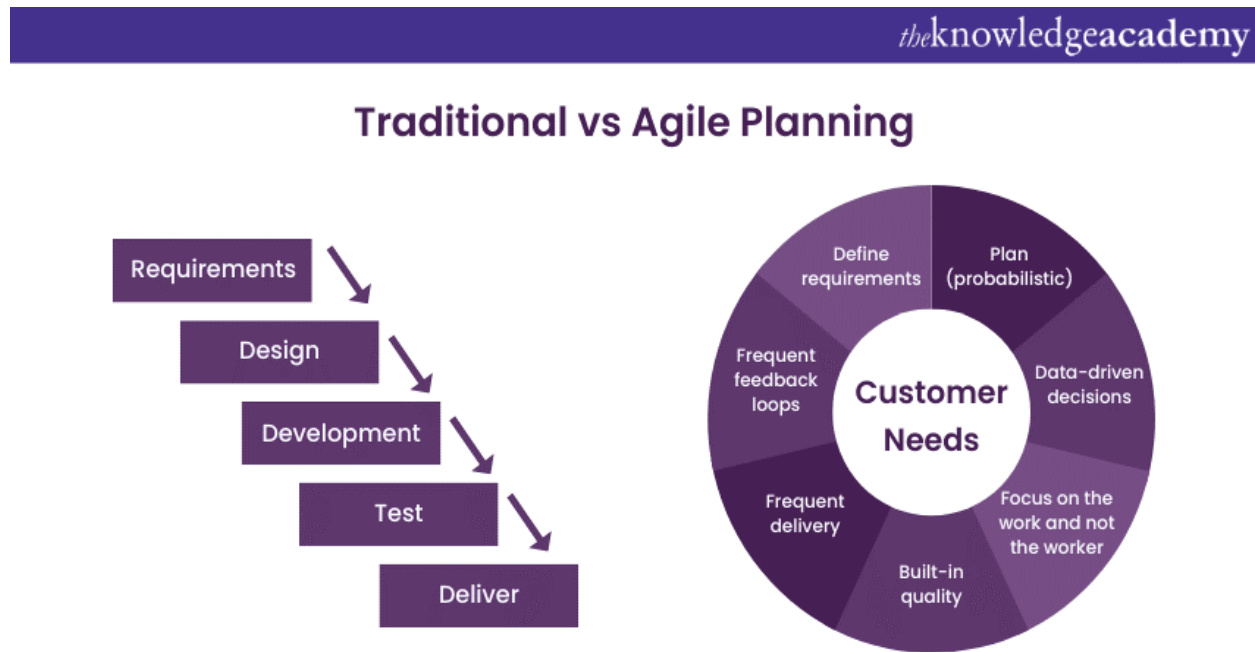 theknowledgeacademy
Traditional vs Agile Planning
Requirements
Design
Development
Test
Deliver
Define
requirements
Plan
(probabilistic)
Data-driven
decisions
Focus on the
work and not
the worker
Built-in
quality
Frequent
delivery
Frequent
feedback
loops
Customer
Needs